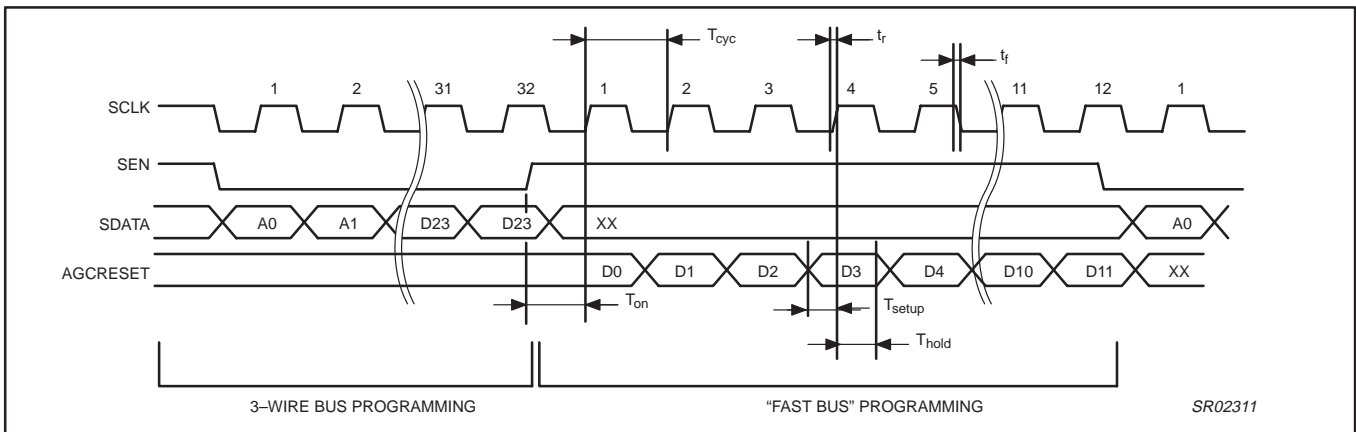 Tcyc
tr
tf
SCLK 1 2 31 32 1 2 3 4 5 11 12 1
SEN
SDATA A0 A1 D23 D23 XX A0
AGCRESET D0 D1 D2 D3 D4 D10 D11 XX
Ton
Tsetup
Thold
3–WIRE BUS PROGRAMMING
“FAST BUS” PROGRAMMING
SR02311